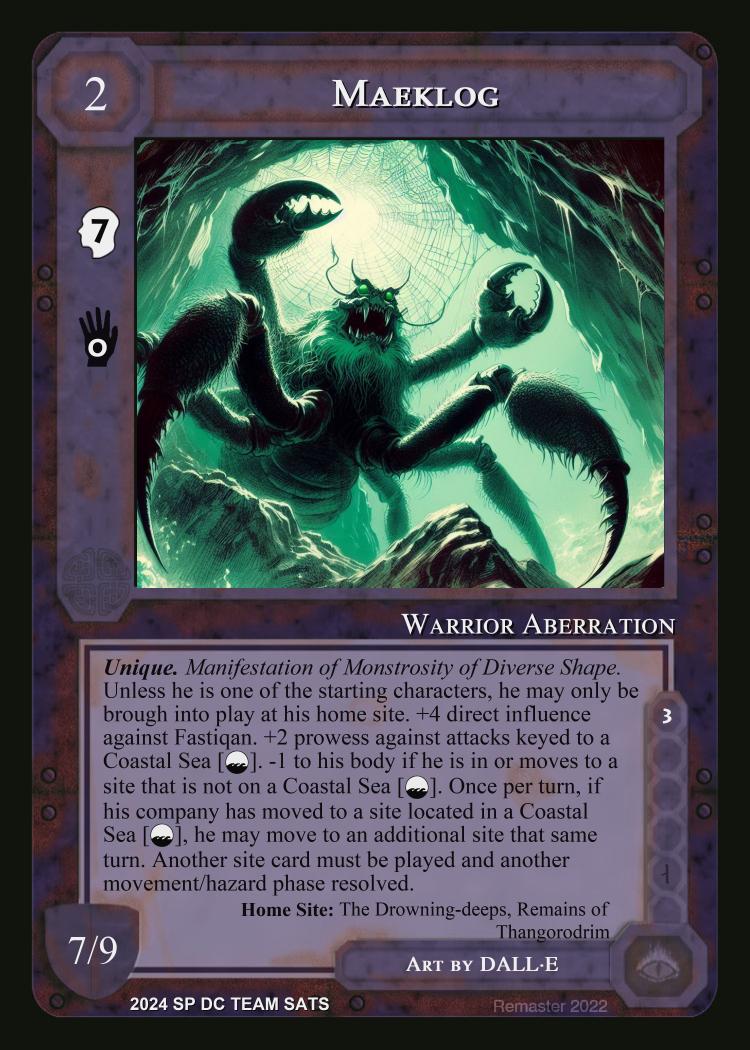 2
Maeklog
7
0
Warrior Aberration
Unique. Manifestation of Monstrosity of Diverse Shape.
Unless he is one of the starting characters, he may only be
brought into play at his home site. +4 direct influence
against Fastiqan. +2 prowess against attacks keyed to a
Coastal Sea [ ]. -1 to his body if he is in or moves to a
site that is not on a Coastal Sea [ ]. Once per turn, if
his company has moved to a site located in a Coastal
Sea [ ], he may move to an additional site that same
turn. Another site card must be played and another
movement/hazard phase resolved.
3
Home Site: The Drowning-deeps, Remains of
Thangorodrim
7/9
Art by DALL·E
2024 SP DC TEAM SATS
Remaster 2022